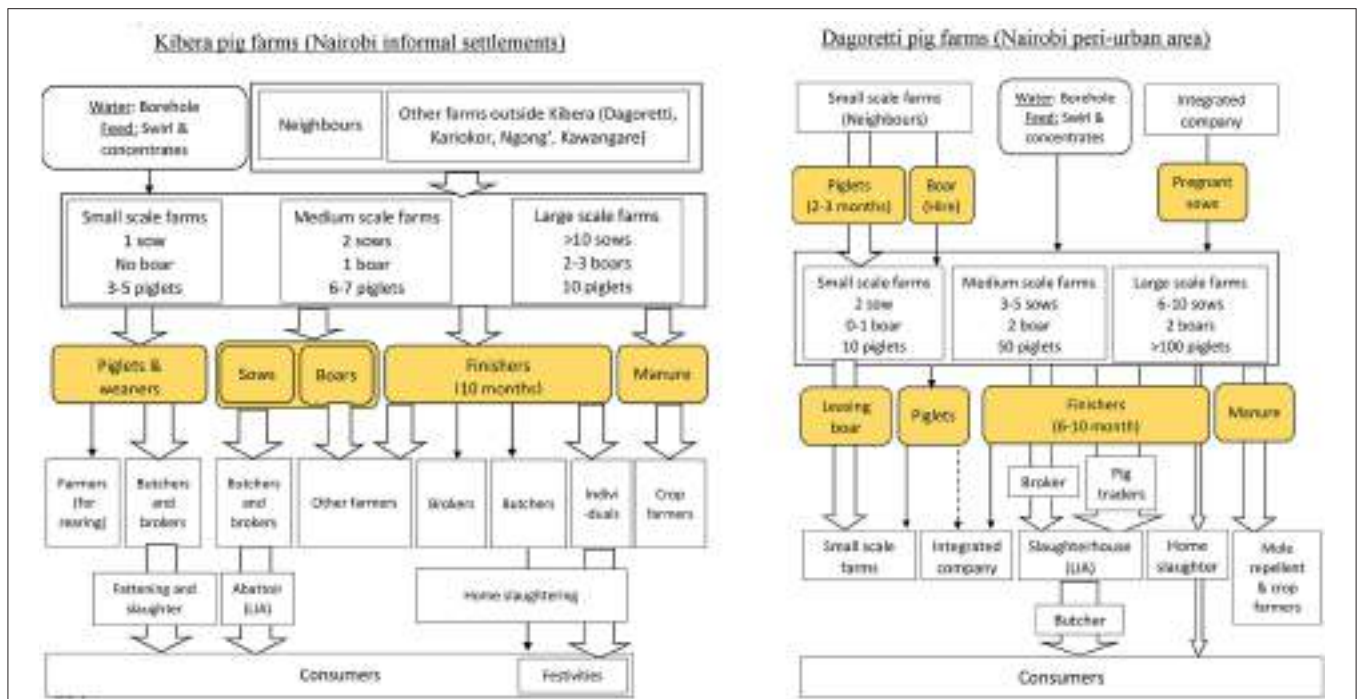 Kibera pig farms (Nairobi informal settlements)
Water: Borehole
Feed: Swirl &
concentrates
Neighbours
Other farms outside Kibera (Dagoretti,
Kariokor, Ngong', Kawangare)
Small scale farms
1 sow
No boar
3-5 piglets
Medium scale farms
2 sows
1 boar
6-7 piglets
Large scale farms
>10 sows
2-3 boars
10 piglets
Piglets &
weaners
Sows
Boars
Finishers
(10 months)
Manure
Farmers
(for
rearing)
Butchers
and
brokers
Butchers
and
brokers
Other farmers
Brokers
Butchers
Indivi
-duals
Crop
farmers
Fattening and
slaughter
Abattoir
(LIA)
Home slaughtering
Consumers
Festivities
Dagoretti pig farms (Nairobi peri-urban area)
Small scale farms
(Neighbours)
Water: Borehole
Feed: Swirl &
concentrates
Integrated
company
Piglets
(2-3 months)
Boar
(Hire)
Pregnant
sows
Small scale farms
2 sow
0-1 boar
10 piglets
Medium scale farms
3-5 sows
2 boar
50 piglets
Large scale farms
6-10 sows
2 boars
>100 piglets
Leasing
boar
Piglets
Finishers
(6-10 month)
Manure
Broker
Pig
traders
Small scale
farms
Integrated
company
Slaughterhouse
(LIA)
Home
slaughter
Mole
repellent
& crop
farmers
Butcher
Consumers